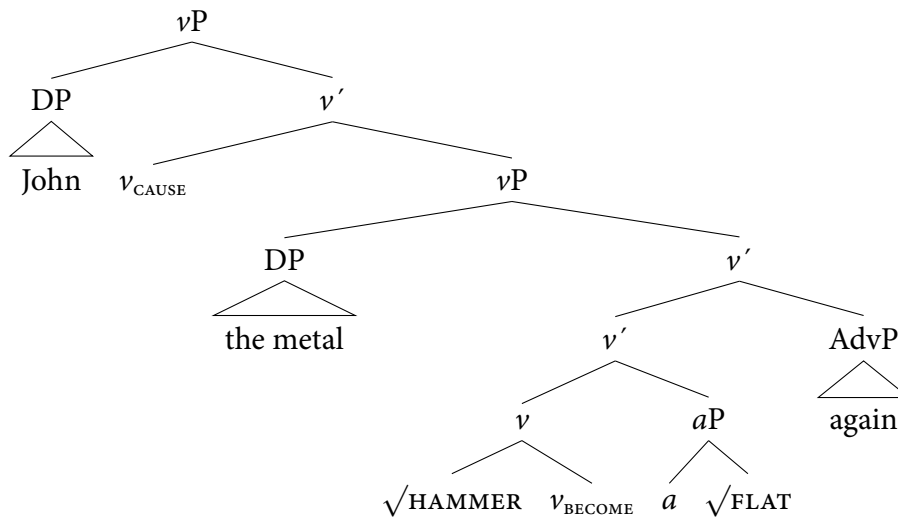 vP
DP v′
John vCAUSE vP
DP v′
the metal v′ AdvP
v aP again
√HAMMER vBECOME a √FLAT